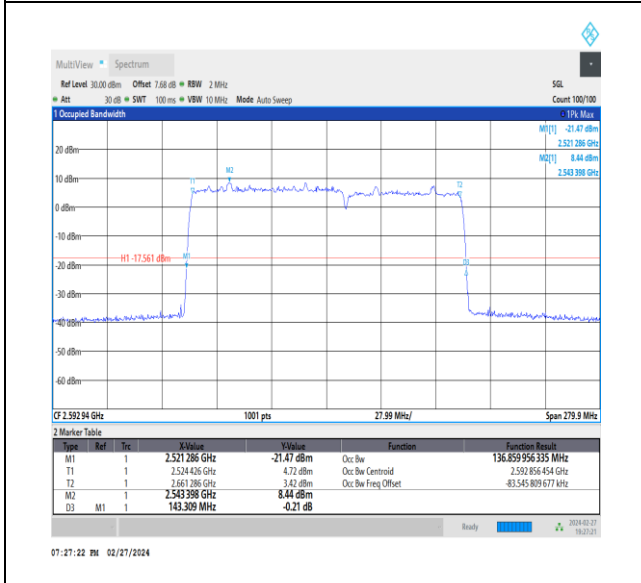 MultiView Spectrum
Ref Level 30.00 dBm Offset 7.68 dB RBW 2 MHz SGL
Att 30 dB SWT 100 ms VBW 10 MHz Mode Auto Sweep Count 100/100
1 Occupied Bandwidth 1Pk Max
M1[1] -21.47 dBm
2.521 286 GHz
20 dBm
M2[1] 8.44 dBm
2.543 398 GHz
M2
T1 T2
10 dBm
0 dBm
-10 dBm
H1 -17.561 dBm M1
D3
-20 dBm
-30 dBm
-40 dBm
-50 dBm
-60 dBm
CF 2.592 94 GHz 1001 pts 27.99 MHz/ Span 279.9 MHz
2 Marker Table
Type Ref Trc X-Value Y-Value Function Function Result
M1 1 2.521 286 GHz -21.47 dBm Occ Bw 136.859 956 335 MHz
T1 1 2.524 426 GHz 4.72 dBm Occ Bw Centroid 2.592 856 454 GHz
T2 1 2.661 286 GHz 3.42 dBm Occ Bw Freq Offset -83.545 809 677 kHz
M2 1 2.543 398 GHz 8.44 dBm
D3 M1 1 143.309 MHz -0.21 dB
Ready 2024-02-27
19:27:21
07:27:22 PM 02/27/2024